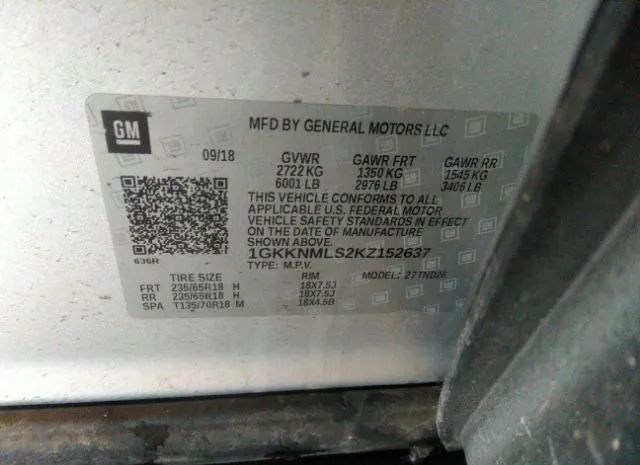 GM
MFD BY GENERAL MOTORS LLC
09/18 GVWR GAWR FRT GAWR RR
2722 KG 1350 KG 1545 KG
6001 LB 2976 LB 3406 LB
THIS VEHICLE CONFORMS TO ALL
APPLICABLE U.S. FEDERAL MOTOR
VEHICLE SAFETY STANDARDS IN EFFECT
ON THE DATE OF MANUFACTURE
SHOWN ABOVE.
636R
1GKKNMLS2KZ152637
TYPE: M.P.V. MODEL: 27TND26
TIRE SIZE RIM
FRT 235/65R18 H 18X7.5J
RR 235/65R18 H 18X7.5J
SPA T135/70R18 M 18X4.5B